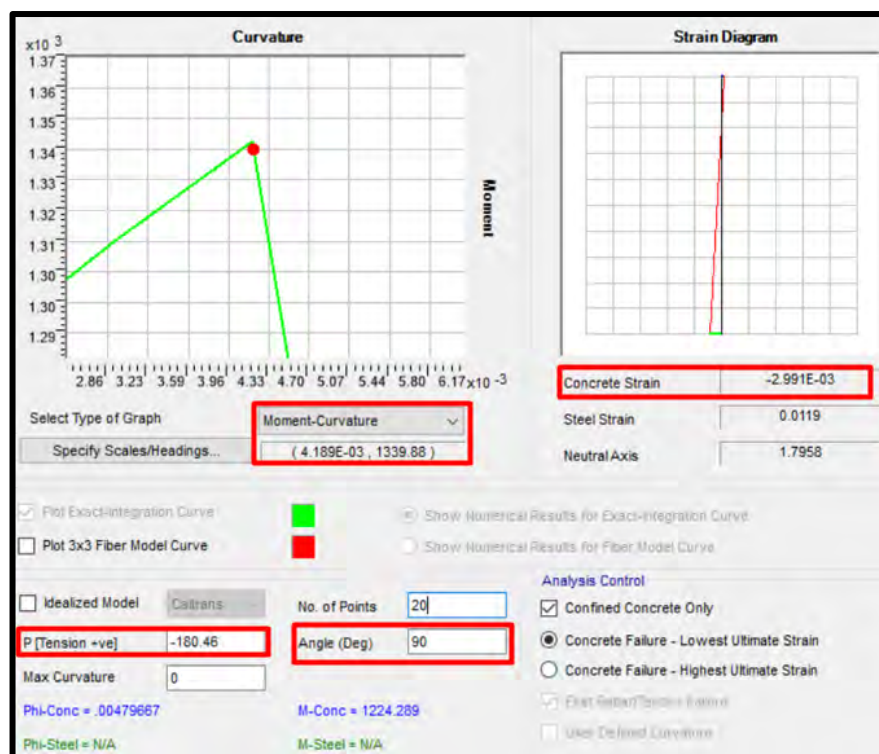 Curvature
x10 3
1.37
1.36
1.35
1.34
1.33
1.32
1.31
1.30
1.30
1.29
Moment
2.86 3.23 3.59 3.96 4.33 4.70 5.07 5.44 5.80 6.17 x10 -3
Strain Diagram
Concrete Strain -2.991E-03
Steel Strain 0.0119
Neutral Axis 1.7958
Select Type of Graph Moment-Curvature
Specify Scales/Headings... ( 4.189E-03 , 1339.88 )
Plot Exact-Integration Curve
Show Numerical Results for Exact-Integration Curve
Plot 3x3 Fiber Model Curve
Show Numerical Results for Fiber Model Curve
Idealized Model Caltrans
No. of Points 20
P [Tension +ve] -180.46
Angle (Deg) 90
Max Curvature 0
Phi-Conc = .00479667 M-Conc = 1224.289
Phi-Steel = N/A M-Steel = N/A
Analysis Control
Confined Concrete Only
Concrete Failure - Lowest Ultimate Strain
Concrete Failure - Highest Ultimate Strain
First Rebar/Tendon Failure
User Defined Curvature